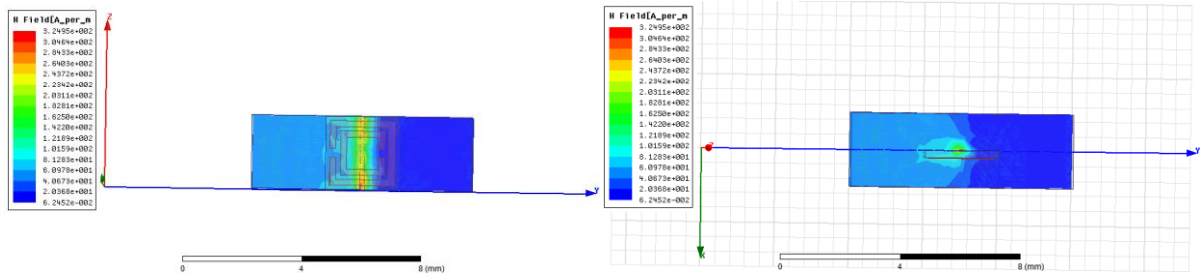 H Field[A_per_m
3.2495e+002
3.0464e+002
2.8433e+002
2.6403e+002
2.4372e+002
2.2342e+002
2.0311e+002
1.8281e+002
1.6250e+002
1.4220e+002
1.2189e+002
1.0159e+002
8.1283e+001
6.0978e+001
4.0673e+001
2.0368e+001
6.2452e-002
Z
Y
0
4
8 (mm)
H Field[A_per_m
3.2495e+002
3.0464e+002
2.8433e+002
2.6403e+002
2.4372e+002
2.2342e+002
2.0311e+002
1.8281e+002
1.6250e+002
1.4220e+002
1.2189e+002
1.0159e+002
8.1283e+001
6.0978e+001
4.0673e+001
2.0368e+001
6.2452e-002
Z
Y
X
0
4
8 (mm)